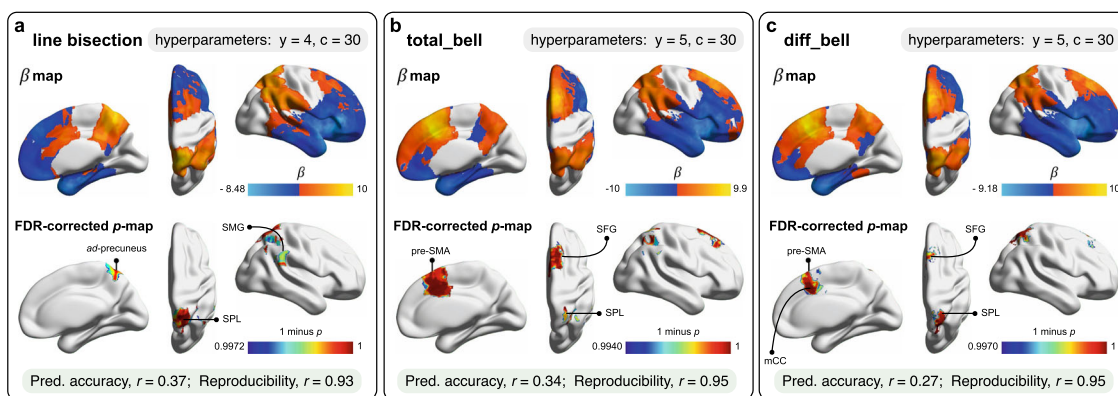 a
line bisection
hyperparameters: y = 4, c = 30
β map
β
- 8.48
10
FDR-corrected p-map
ad-precuneus
SMG
SPL
1 minus p
0.9972
1
Pred. accuracy, r = 0.37; Reproducibility, r = 0.93
b
total_bell
hyperparameters: y = 5, c = 30
β map
β
-10
9.9
FDR-corrected p-map
pre-SMA
SFG
SPL
1 minus p
0.9940
1
Pred. accuracy, r = 0.34; Reproducibility, r = 0.95
c
diff_bell
hyperparameters: y = 5, c = 30
β map
β
-9.18
10
FDR-corrected p-map
pre-SMA
SFG
SPL
mCC
1 minus p
0.9970
1
Pred. accuracy, r = 0.27; Reproducibility, r = 0.95